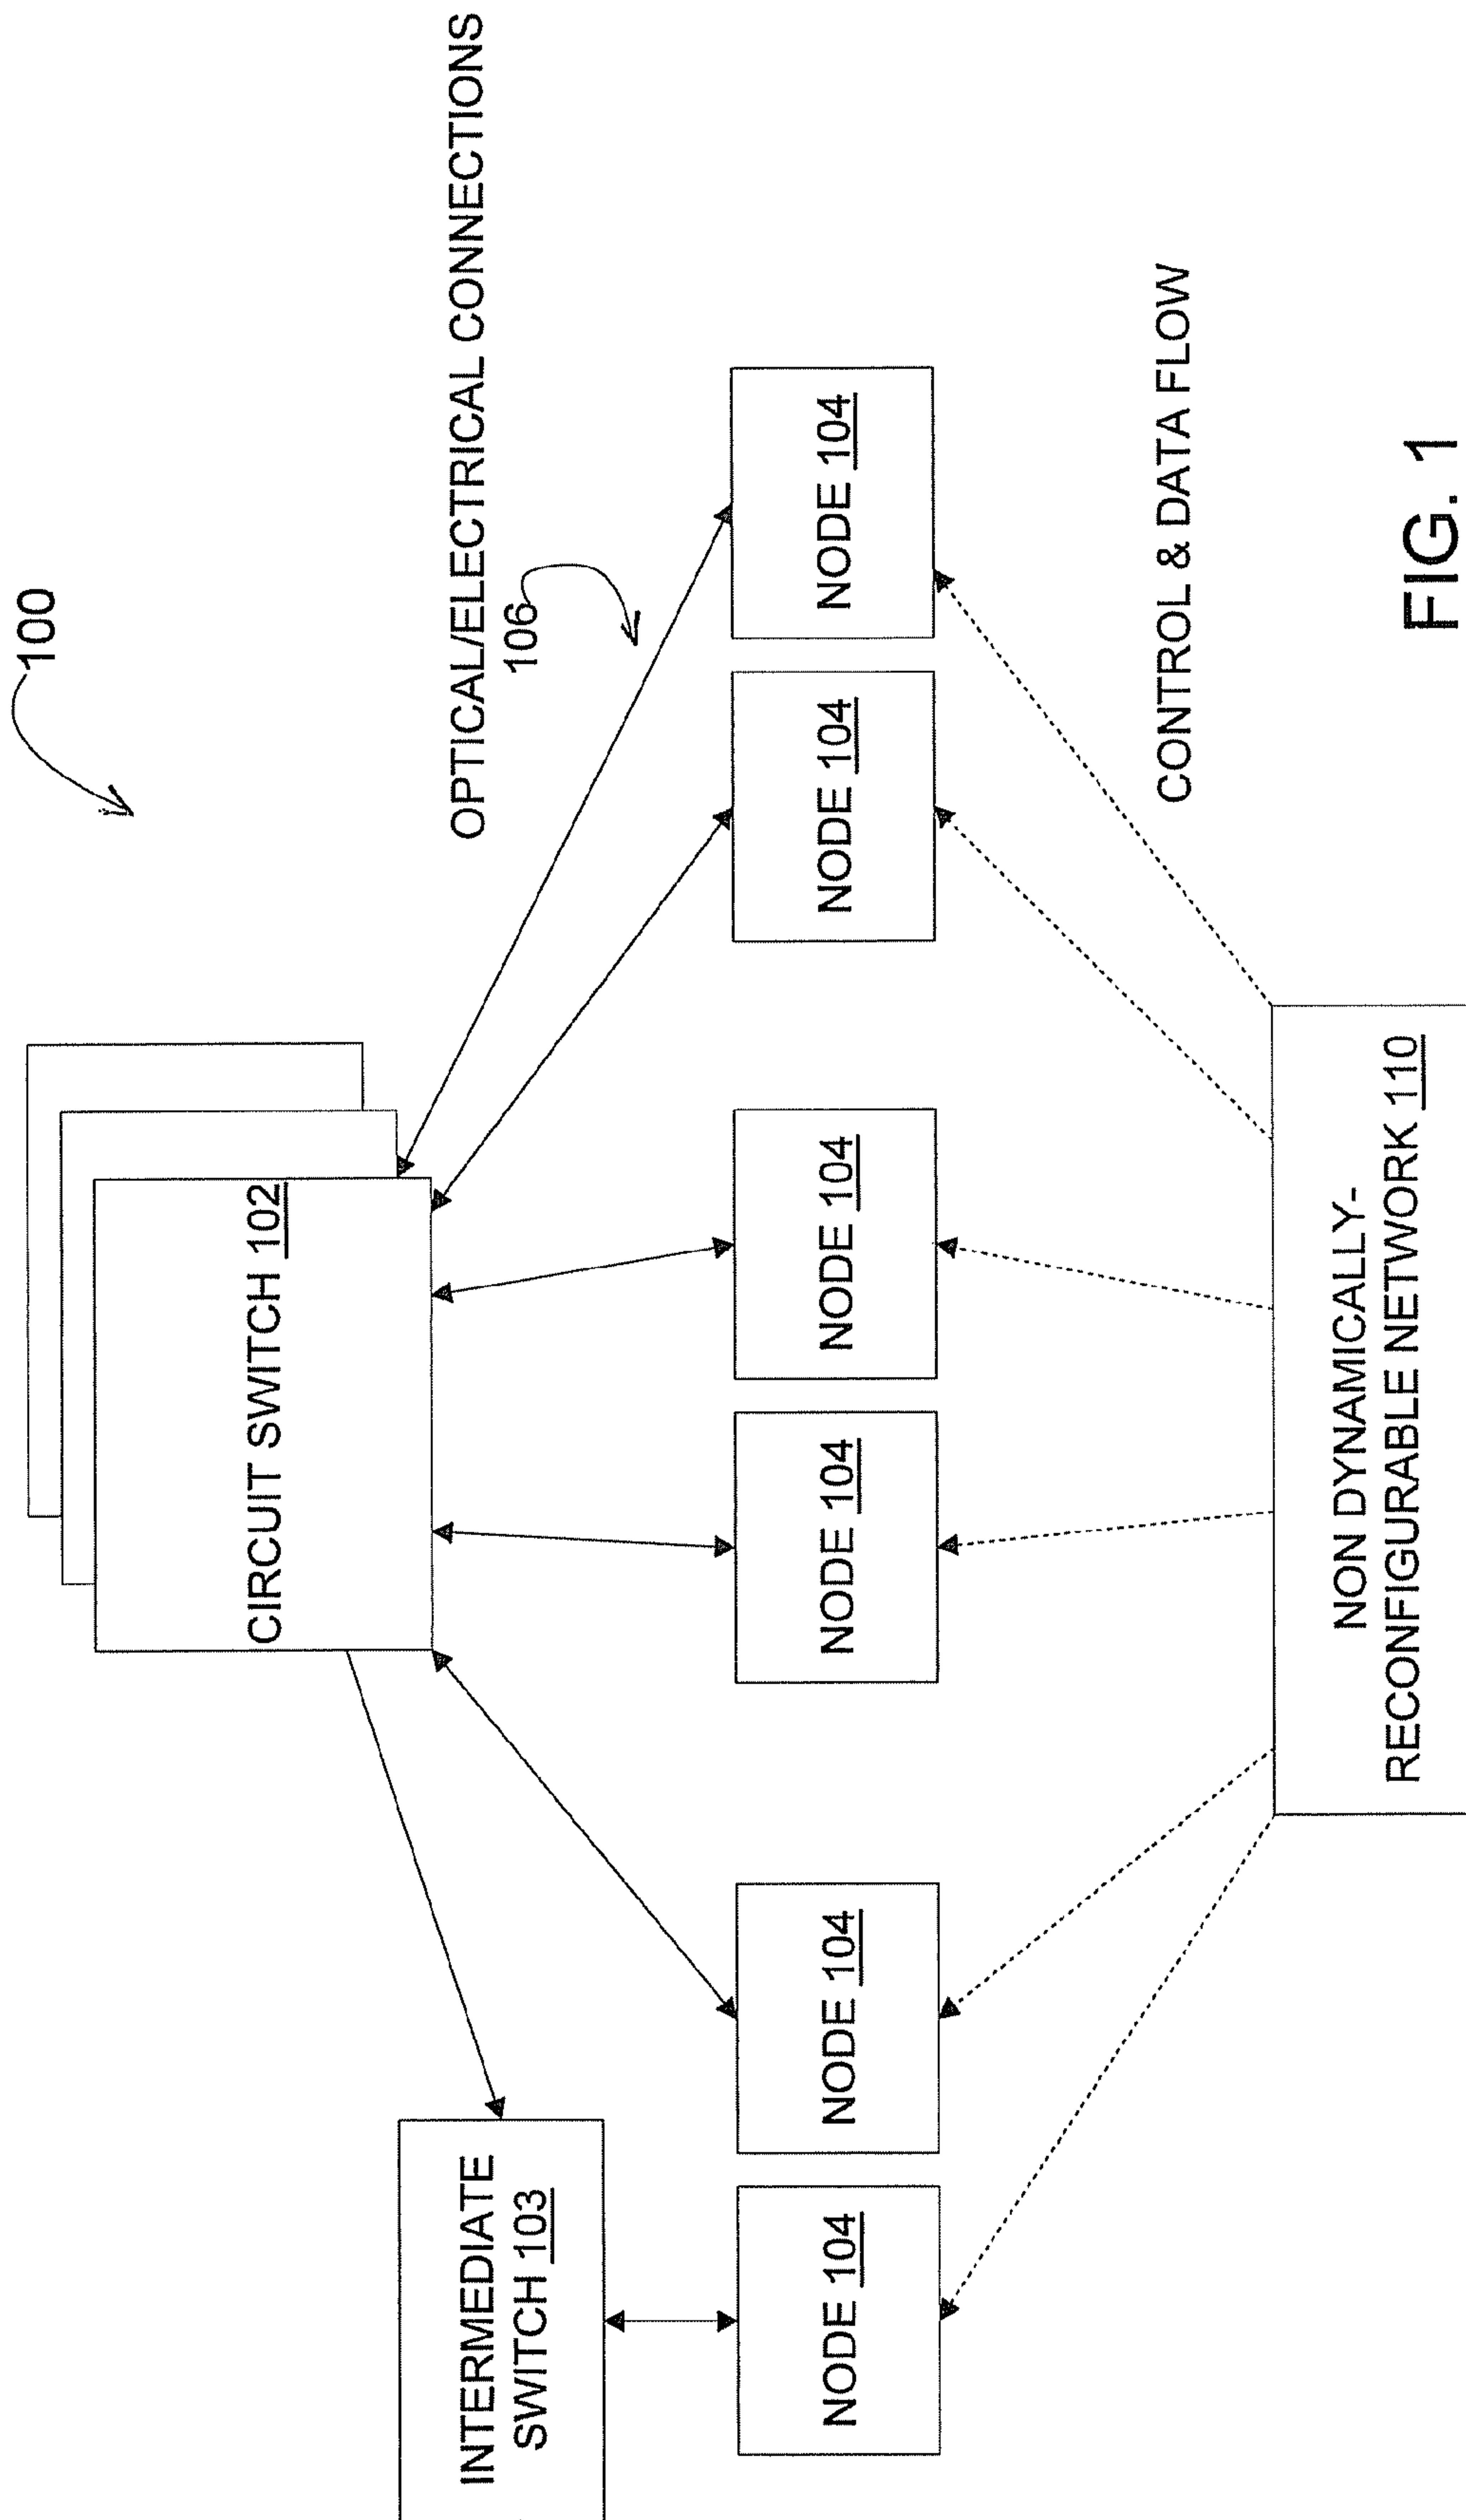 100
CIRCUIT SWITCH 102
OPTICAL/ELECTRICAL CONNECTIONS
106
INTERMEDIATE
SWITCH 103
NODE 104
NODE 104
NODE 104
NODE 104
NODE 104
NODE 104
CONTROL & DATA FLOW
NON DYNAMICALLY-
RECONFIGURABLE NETWORK 110
FIG. 1